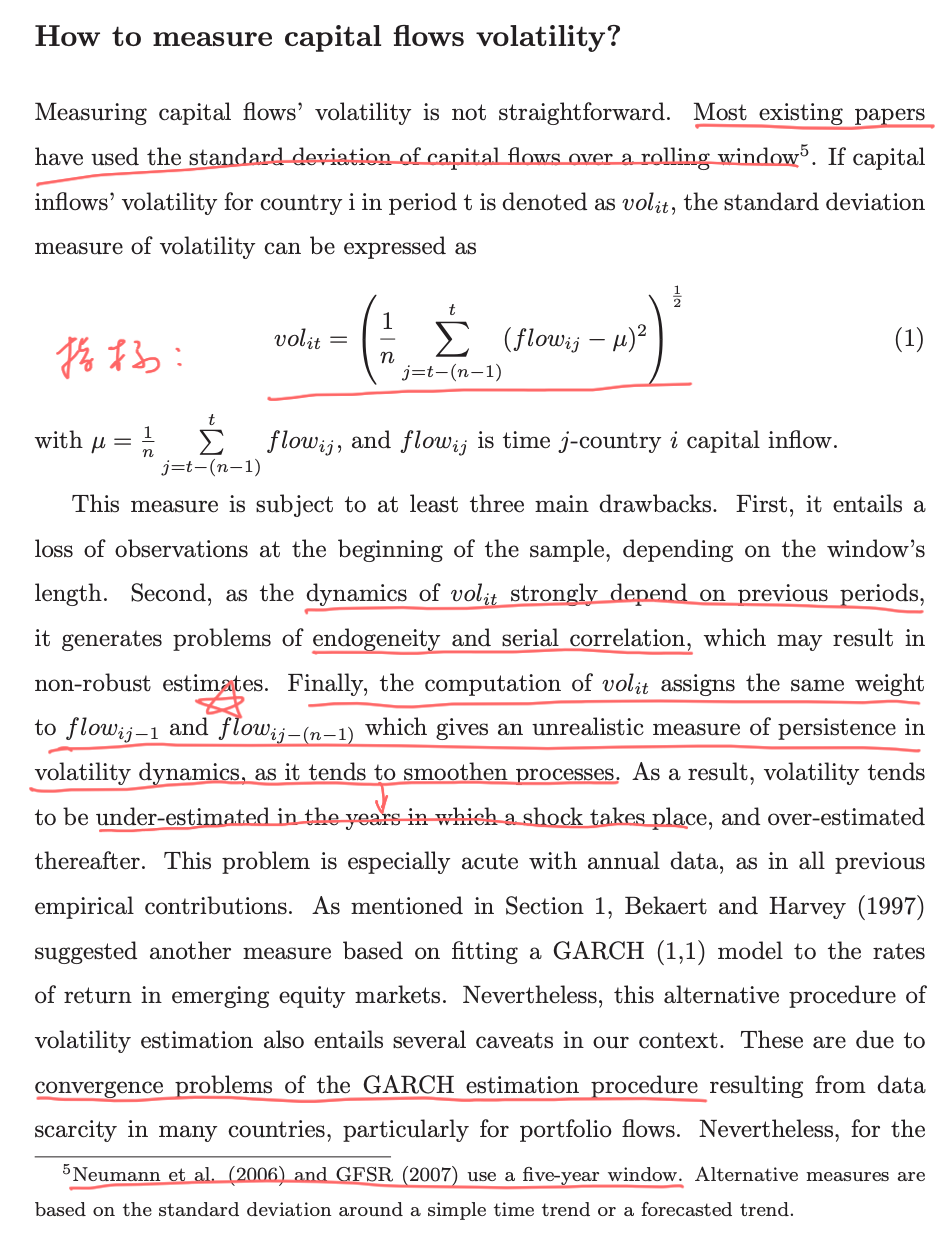 How to measure capital flows volatility?
Measuring capital flows' volatility is not straightforward. Most existing papers
have used the standard deviation of capital flows over a rolling window⁵. If capital
inflows' volatility for country i in period t is denoted as vol_{it}, the standard deviation
measure of volatility can be expressed as
指标:
vol_{it} = \left( \frac{1}{n} \sum_{j=t-(n-1)}^{t} (flow_{ij} - μ)^2 \right)^{\frac{1}{2}} (1)
with μ = \frac{1}{n} \sum_{j=t-(n-1)}^{t} flow_{ij}, and flow_{ij} is time j-country i capital inflow.
This measure is subject to at least three main drawbacks. First, it entails a
loss of observations at the beginning of the sample, depending on the window's
length. Second, as the dynamics of vol_{it} strongly depend on previous periods,
it generates problems of endogeneity and serial correlation, which may result in
non-robust estimates. Finally, the computation of vol_{it} assigns the same weight
to flow_{ij-1} and flow_{ij-(n-1)} which gives an unrealistic measure of persistence in
volatility dynamics, as it tends to smoothen processes. As a result, volatility tends
to be under-estimated in the years in which a shock takes place, and over-estimated
thereafter. This problem is especially acute with annual data, as in all previous
empirical contributions. As mentioned in Section 1, Bekaert and Harvey (1997)
suggested another measure based on fitting a GARCH (1,1) model to the rates
of return in emerging equity markets. Nevertheless, this alternative procedure of
volatility estimation also entails several caveats in our context. These are due to
convergence problems of the GARCH estimation procedure resulting from data
scarcity in many countries, particularly for portfolio flows. Nevertheless, for the
⁵Neumann et al. (2006) and GFSR (2007) use a five-year window. Alternative measures are
based on the standard deviation around a simple time trend or a forecasted trend.